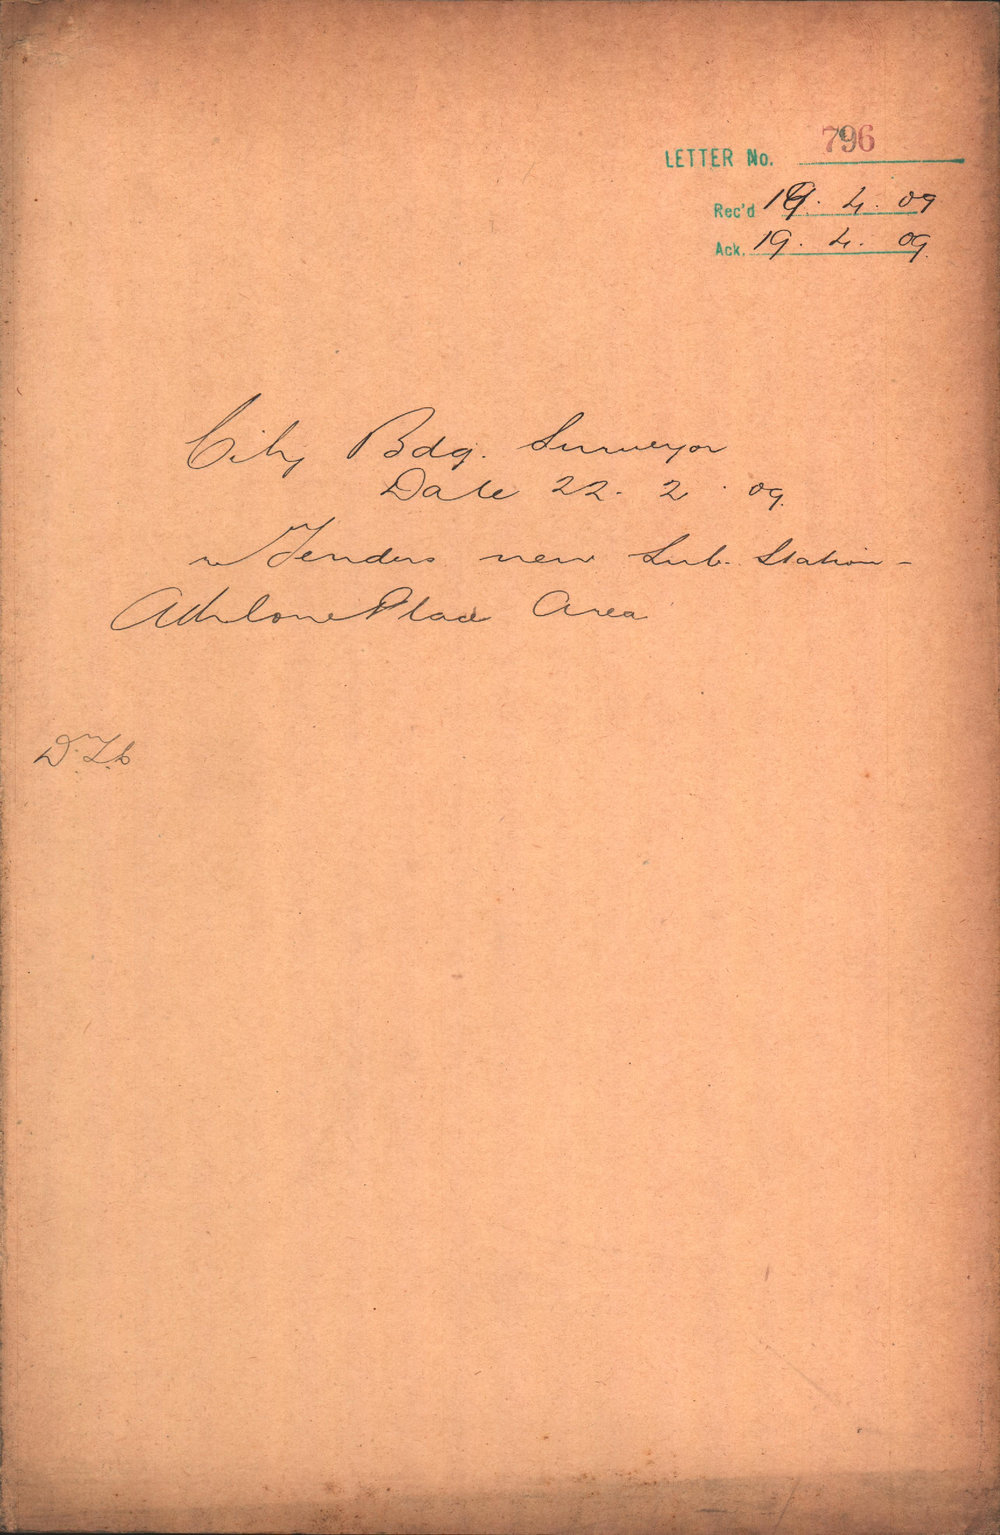 LETTER No. 796
Rec'd 19. 4. 09
Ack. 19. 4. 09.
City Bdg. Surveyor
Date 22. 2. 09.
re Tenders new Sub. Station -
Athlone Place Area